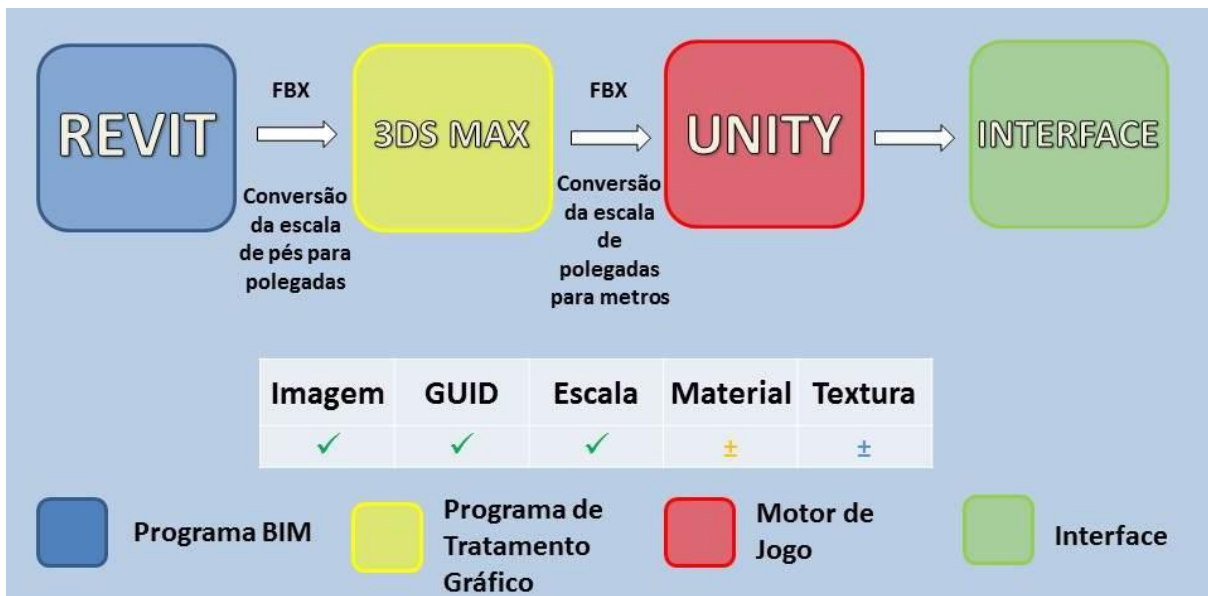 REVIT
FBX
Conversão
da escala
de pés para
polegadas
3DS MAX
FBX
Conversão
da escala
de
polegadas
para metros
UNITY
INTERFACE
Imagem GUID Escala Material Textura
✓ ✓ ✓ ± ±
Programa BIM
Programa de
Tratamento
Gráfico
Motor de
Jogo
Interface